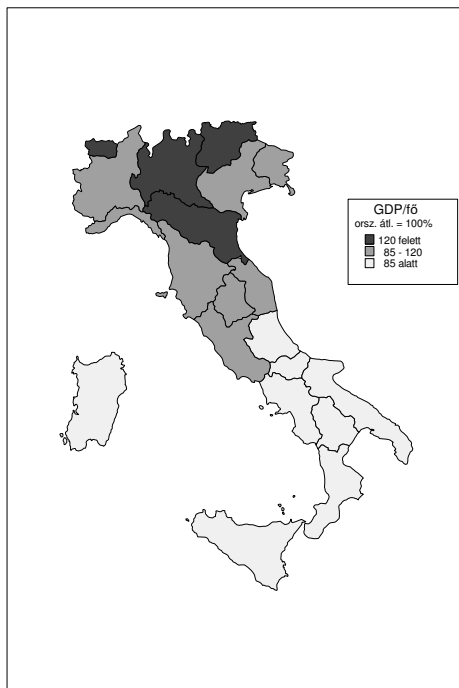 GDP/fő
orsz. átl. = 100%
120 felett
85 - 120
85 alatt